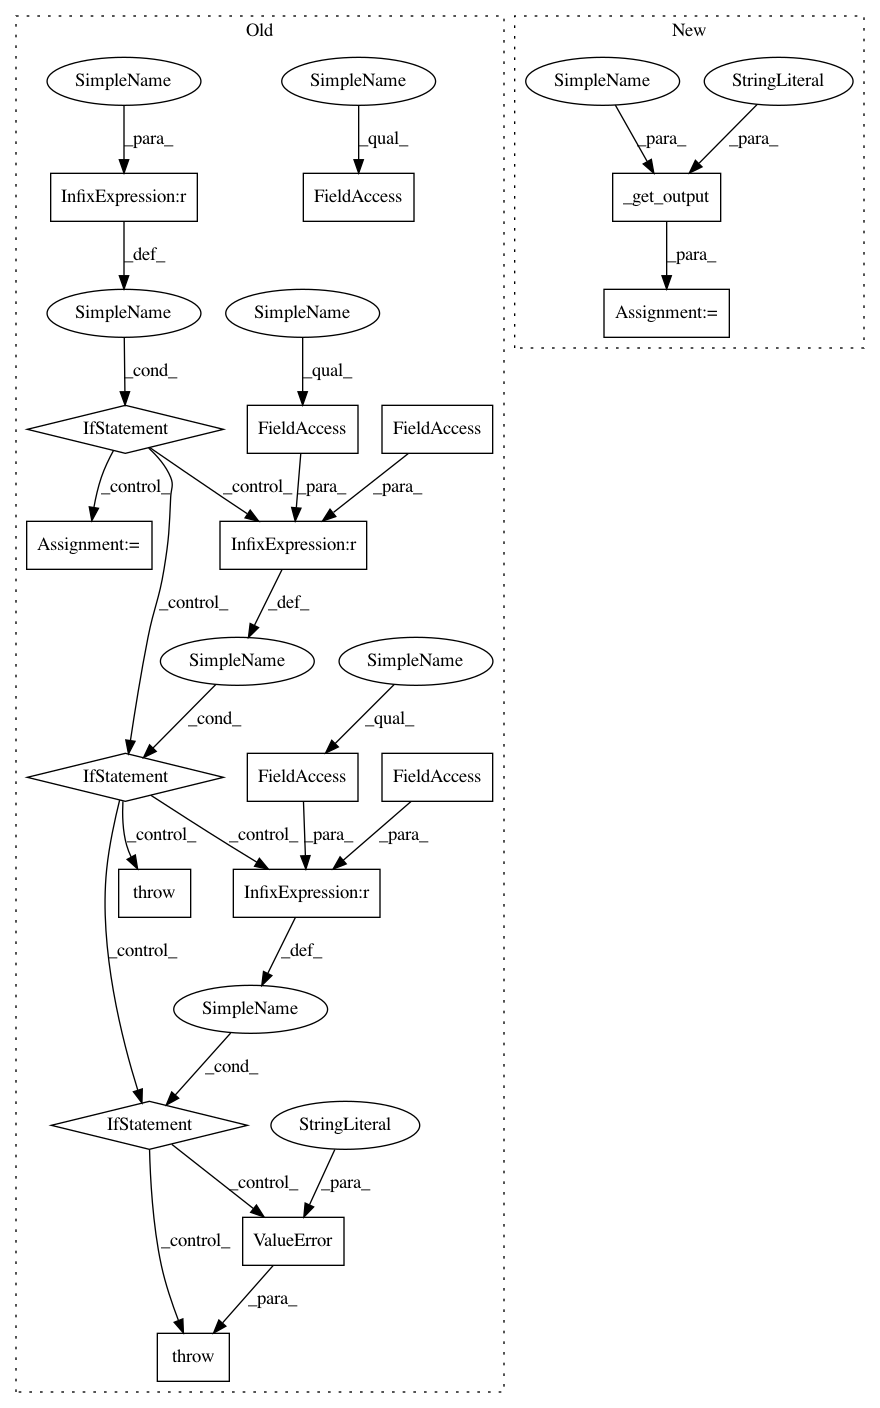 Old
New
SimpleName
SimpleName
SimpleName
StringLiteral
_para_
_qual_
_para_
_para_
InfixExpression:r
FieldAccess
_get_output
_def_
_para_
SimpleName
SimpleName
Assignment:=
_cond_
_qual_
IfStatement
FieldAccess
FieldAccess
_control_
_control_
_para_
_para_
Assignment:=
InfixExpression:r
_control_
_def_
SimpleName
SimpleName
_cond_
_qual_
IfStatement
FieldAccess
FieldAccess
_control_
_control_
_para_
_para_
throw
InfixExpression:r
_control_
_def_
SimpleName
_cond_
IfStatement
StringLiteral
_control_
_para_
_control_
ValueError
_para_
throw